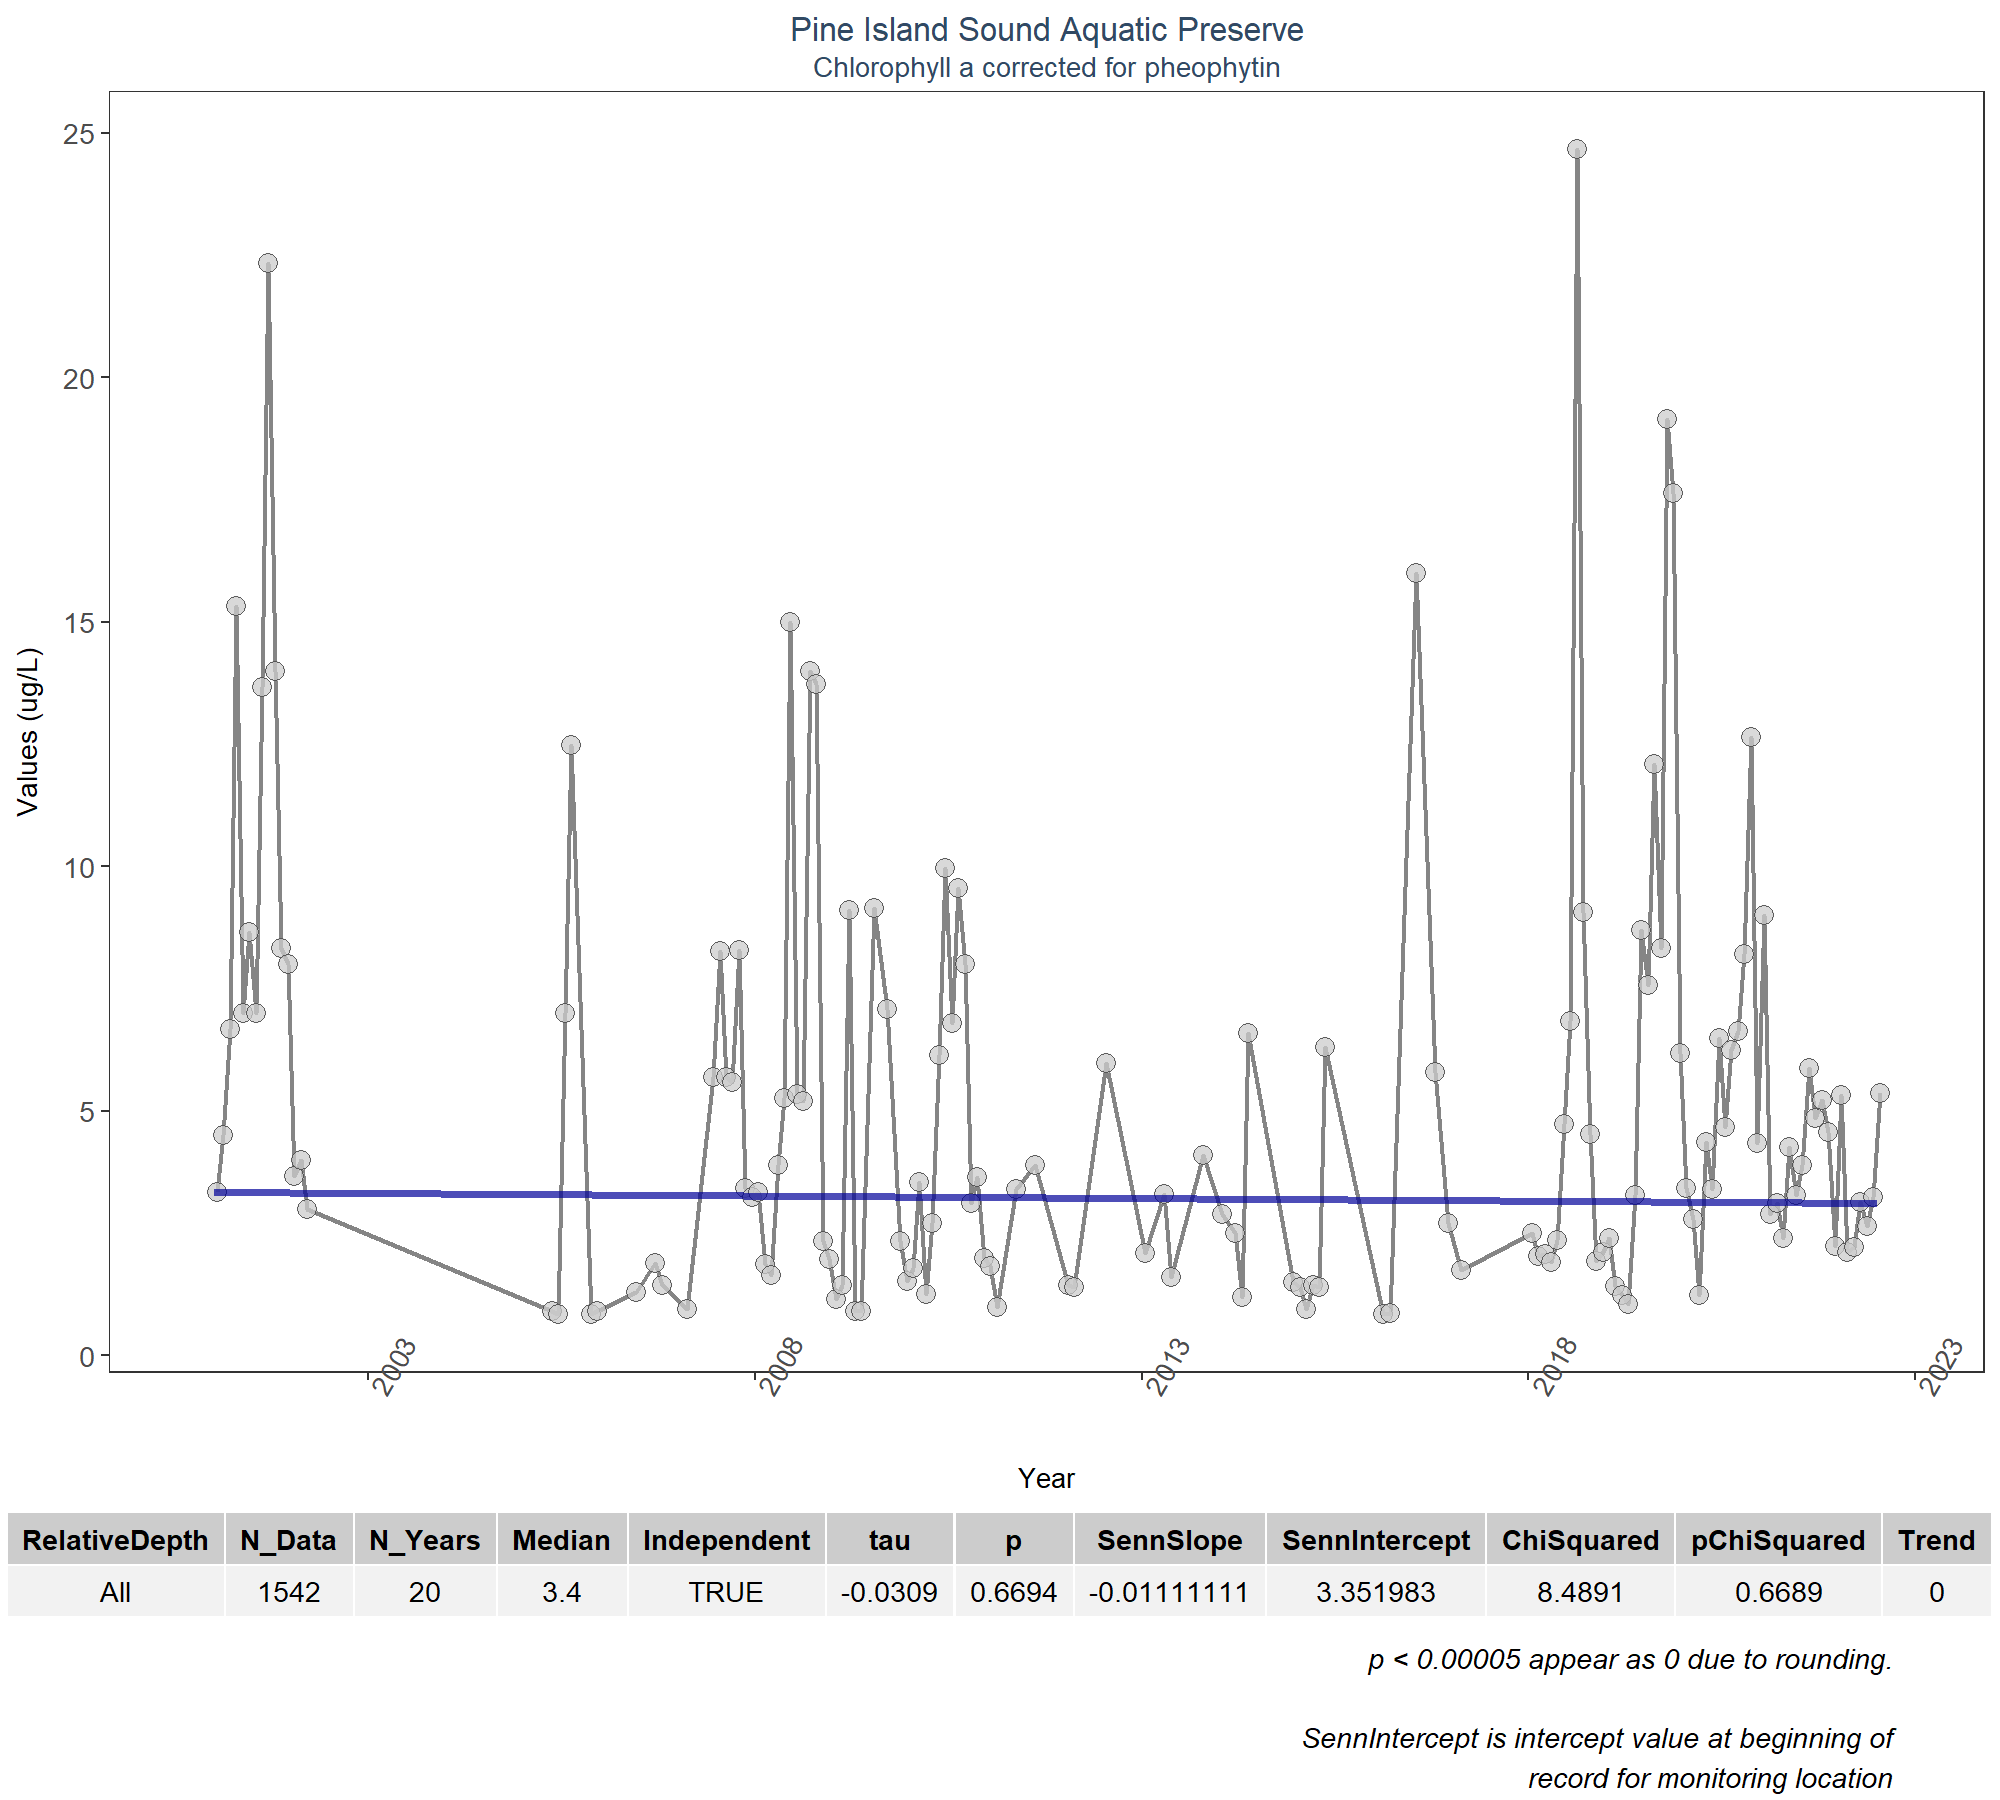 Pine Island Sound Aquatic Preserve
Chlorophyll a corrected for pheophytin
25
20
15
10
5
0
Values (ug/L)
2003
2008
2013
2018
2023
Year
RelativeDepth N_Data N_Years Median Independent tau p SennSlope SennIntercept ChiSquared pChiSquared Trend
All 1542 20 3.4 TRUE -0.0309 0.6694 -0.01111111 3.351983 8.4891 0.6689 0
p < 0.00005 appear as 0 due to rounding.
SennIntercept is intercept value at beginning of
record for monitoring location